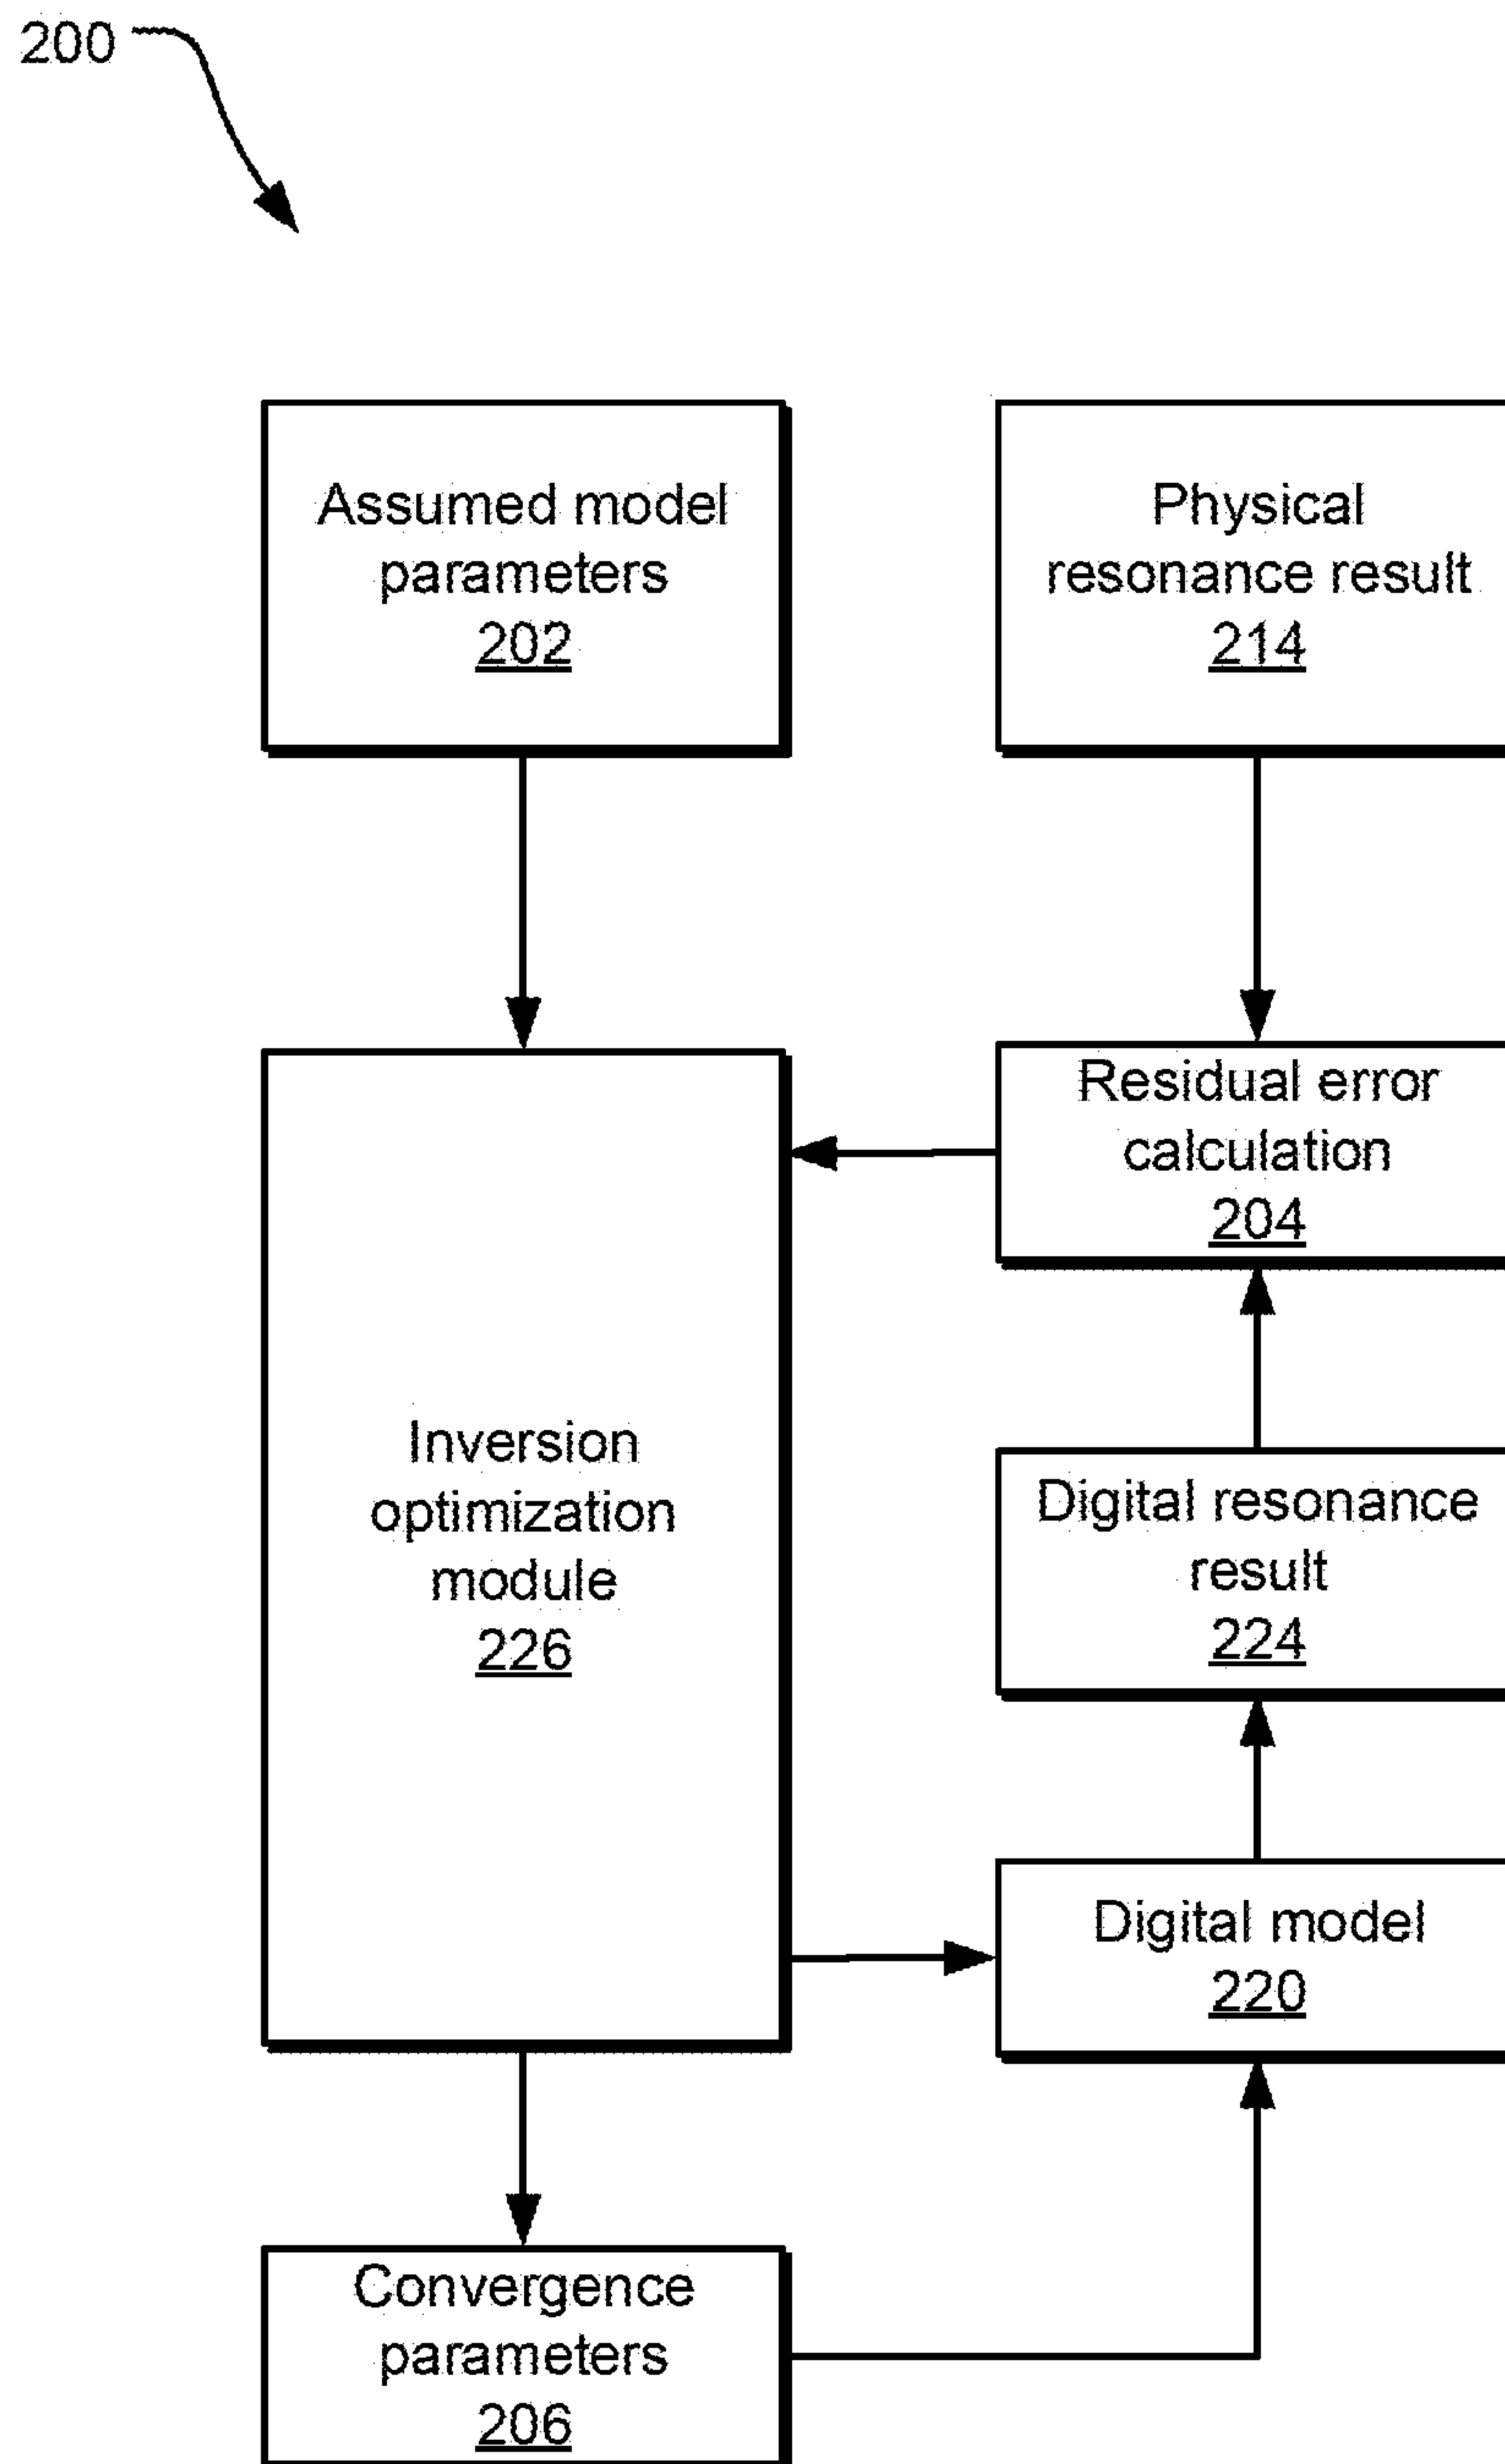 200
Assumed model
parameters
202
Physical
resonance result
214
Residual error
calculation
204
Inversion
optimization
module
226
Digital resonance
result
224
Digital model
220
Convergence
parameters
206